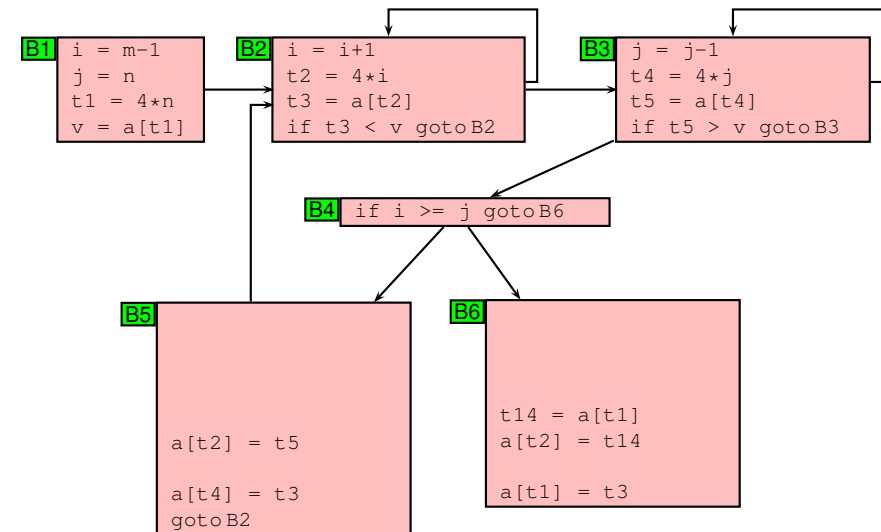 B1
i = m-1
j = n
t1 = 4*n
v = a[t1]
B2
i = i+1
t2 = 4*i
t3 = a[t2]
if t3 < v goto B2
B3
j = j-1
t4 = 4*j
t5 = a[t4]
if t5 > v goto B3
B4
if i >= j goto B6
B5
a[t2] = t5
a[t4] = t3
goto B2
B6
t14 = a[t1]
a[t2] = t14
a[t1] = t3